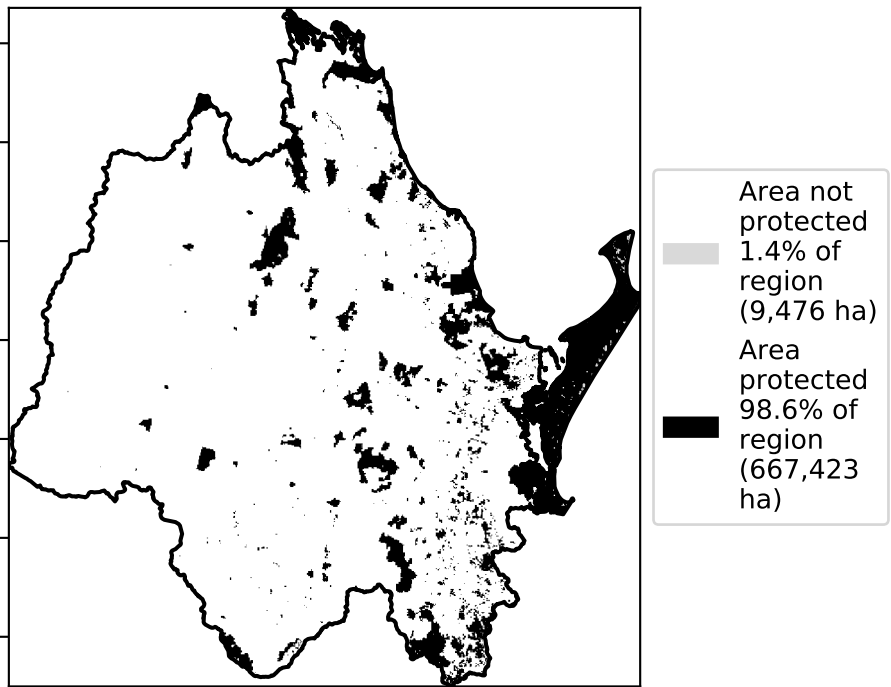 Area not
protected
1.4% of
region
(9,476 ha)
Area
protected
98.6% of
region
(667,423
ha)